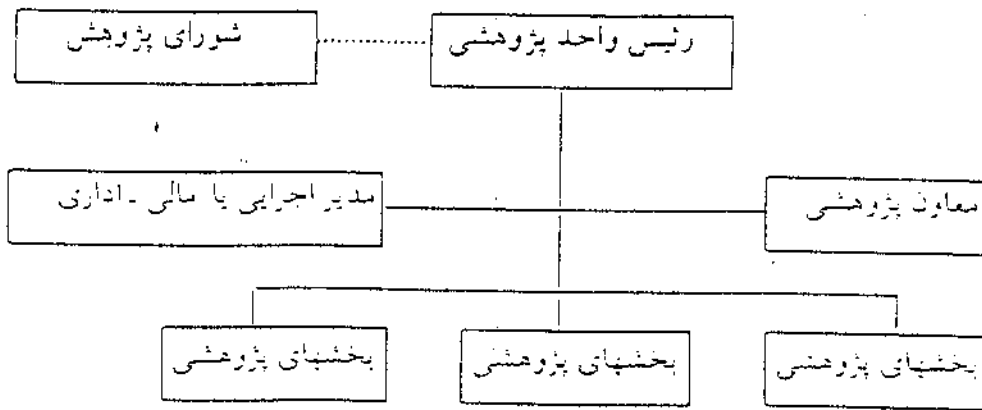 رئیس واحد پژوهشی
شورای پژوهش
معاون پژوهشی
مدیر اجرایی یا مالی ـ اداری
بخشهای پژوهشی
بخشهای پژوهشی
بخشهای پژوهشی